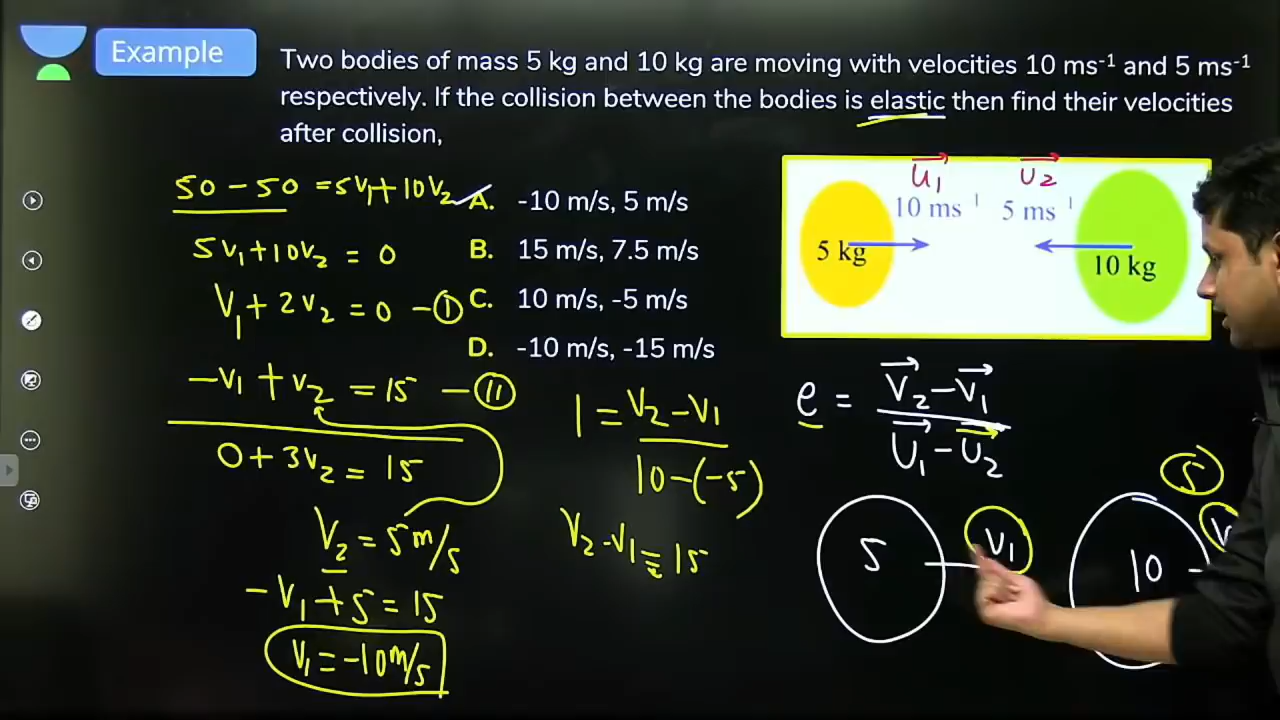 Example
Two bodies of mass 5 kg and 10 kg are moving with velocities 10 ms⁻¹ and 5 ms⁻¹
respectively. If the collision between the bodies is elastic then find their velocities
after collision,
50 - 50 = 5V₁ + 10V₂
5V₁ + 10V₂ = 0
V₁ + 2V₂ = 0 - Ⓘ
-V₁ + V₂ = 15 - (II)
0 + 3V₂ = 15
V₂ = 5m/s
-V₁ + 5 = 15
V₁ = -10m/s
A. -10 m/s, 5 m/s
B. 15 m/s, 7.5 m/s
C. 10 m/s, -5 m/s
D. -10 m/s, -15 m/s
1 = V₂ - V₁
10 - (-5)
V₂ - V₁ = 15
U₁ U₂
10 ms⁻¹ 5 ms⁻¹
5 kg
10 kg
e = V₂ - V₁
U₁ - U₂
5
5 V₁
10